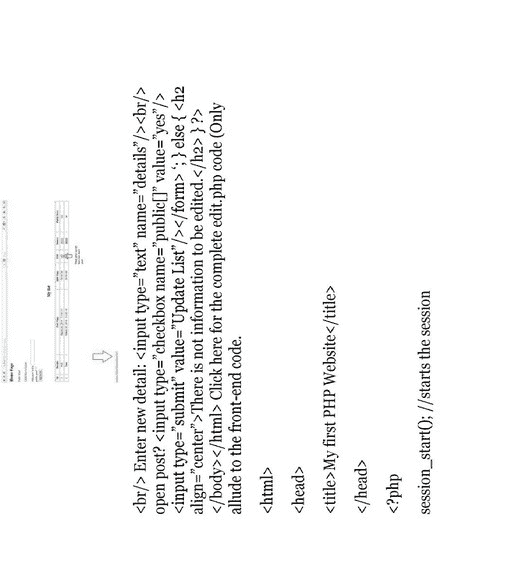 <br/> Enter new detail: <input type="text" name="details"/><br/>
open post? <input type="checkbox name="public[]" value="yes"/>
<input type="submit" value="Update List"/></form> '; } else { <h2
align="center">There is not information to be edited.</h2> } ?>
</body></html> Click here for the complete edit.php code (Only
allude to the front-end code.
<html>
<head>
<title>My first PHP Website</title>
</head>
<?php
session_start(); //starts the session